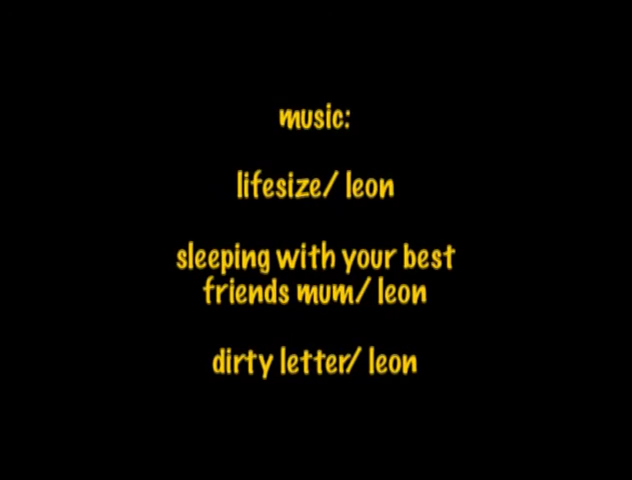 music:
lifesize/ leon
sleeping with your best
friends mum/ leon
dirty letter/ leon